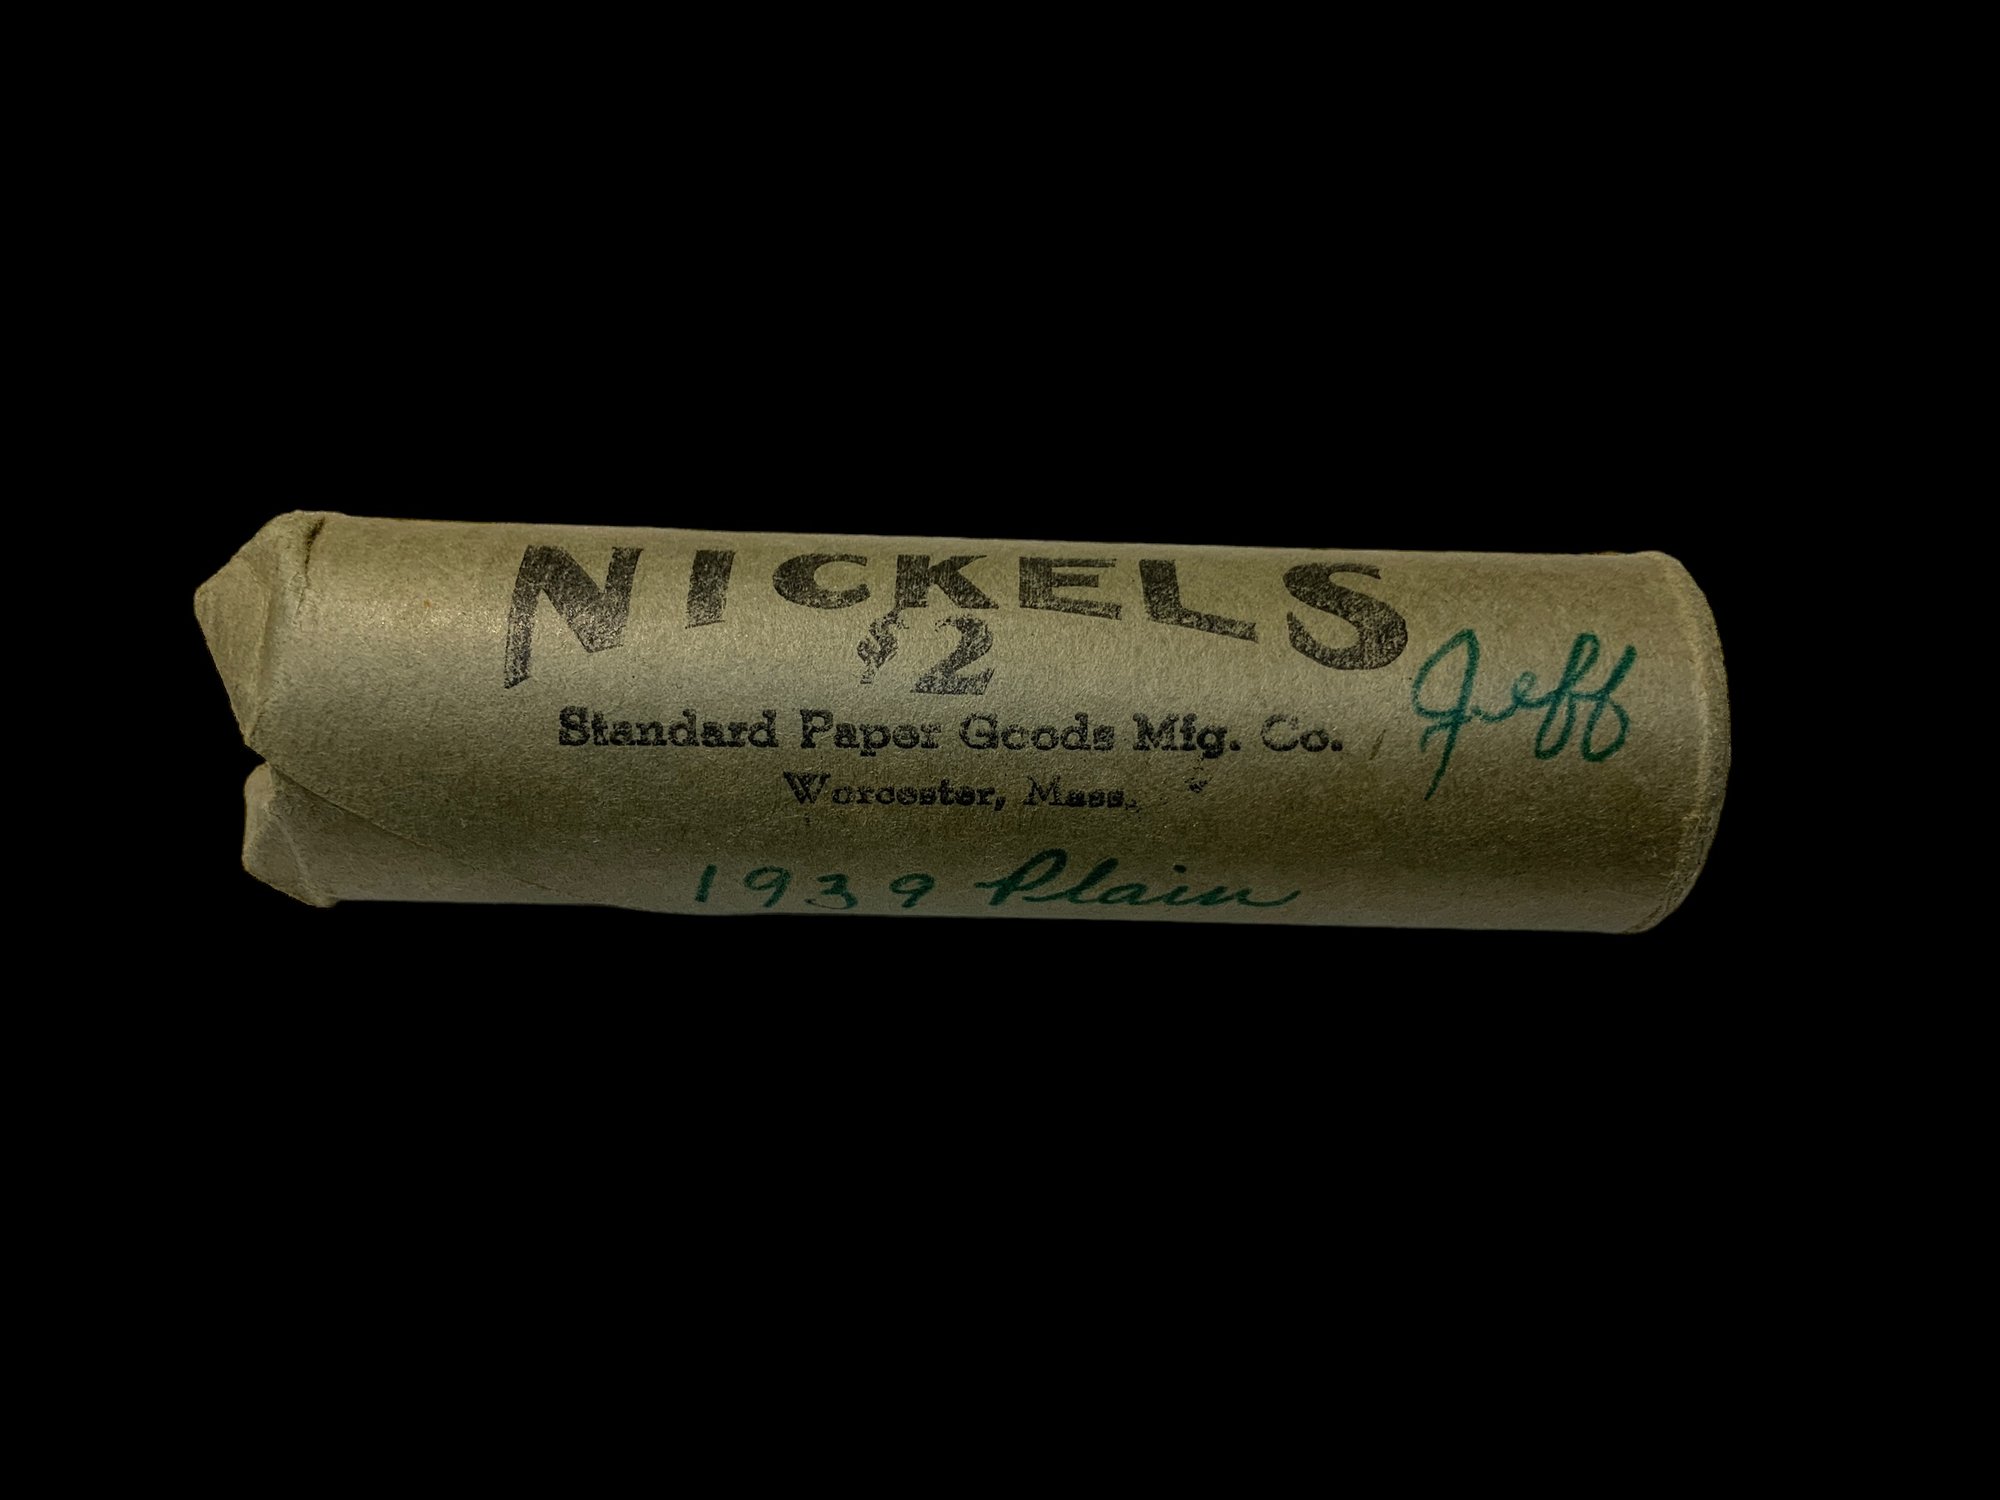 NICKELS
$2
Standard Paper Goods Mfg. Co.
Worcester, Mass.
Jeff
1939 Plain